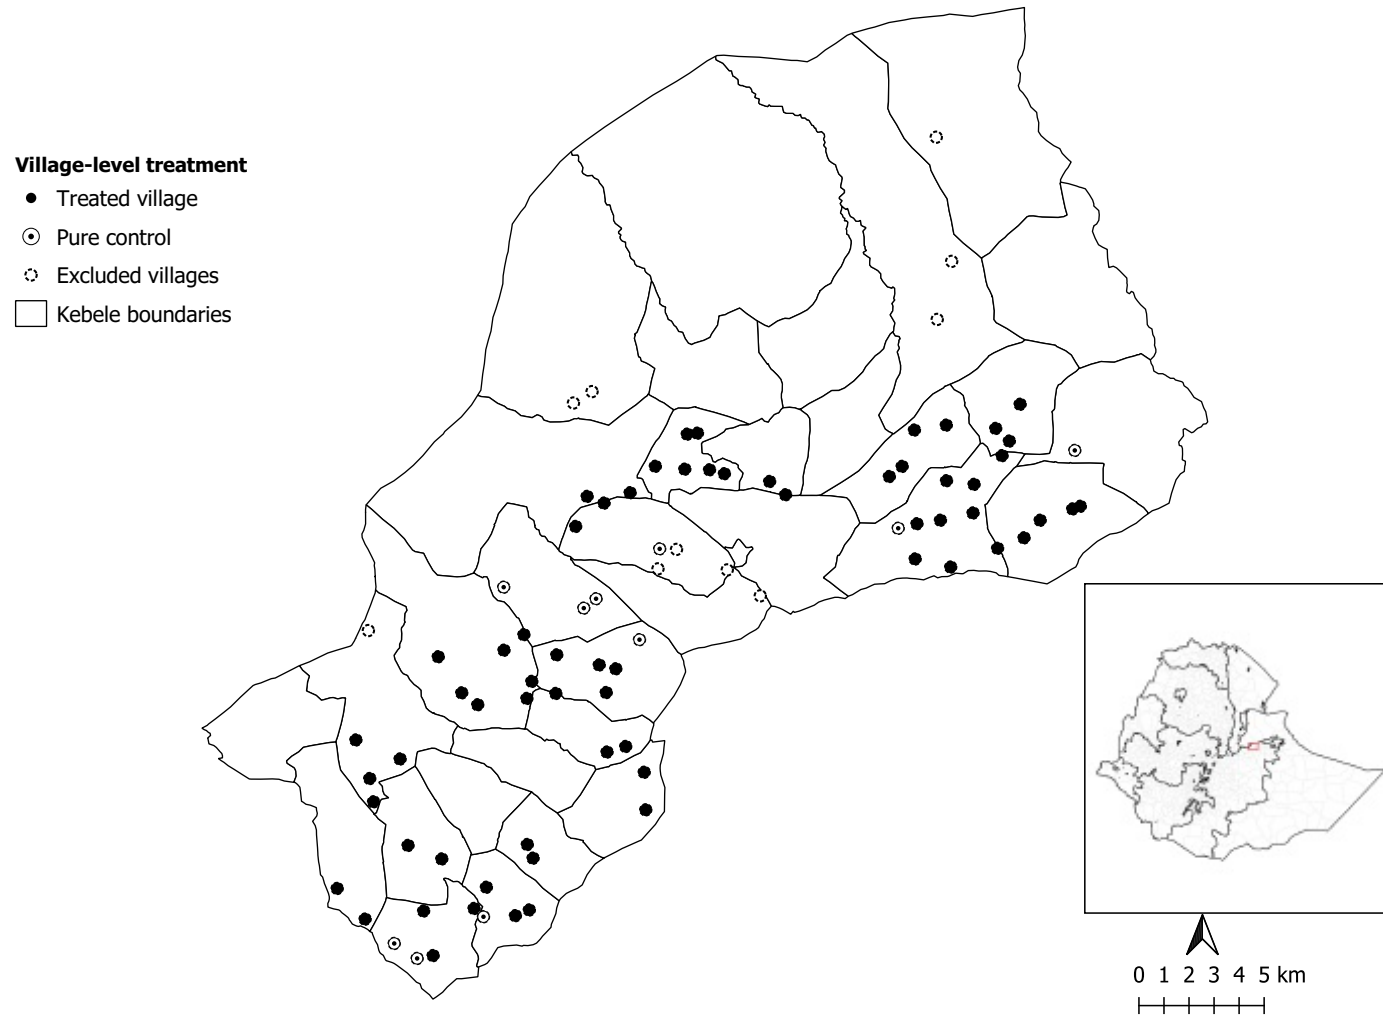 Village-level treatment
Treated village
Pure control
Excluded villages
Kebele boundaries
0 1 2 3 4 5 km